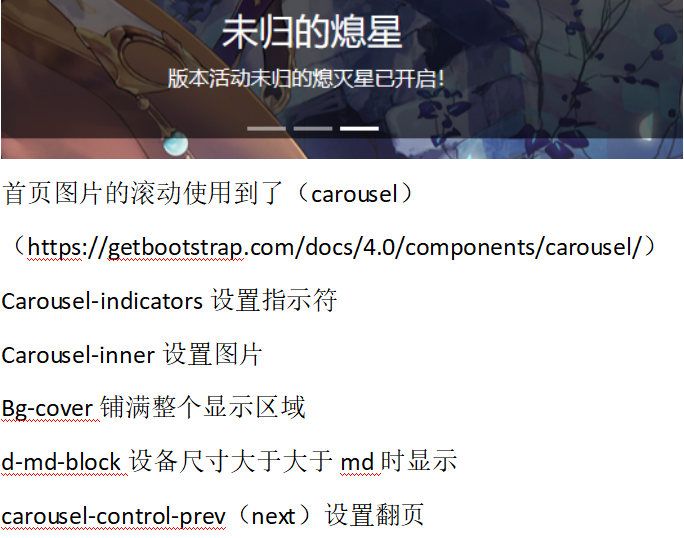 未归的熄星
版本活动未归的熄灭星已开启！
首页图片的滚动使用到了（carousel）
（https://getbootstrap.com/docs/4.0/components/carousel/）
Carousel-indicators 设置指示符
Carousel-inner 设置图片
Bg-cover 铺满整个显示区域
d-md-block 设备尺寸大于大于 md 时显示
carousel-control-prev（next）设置翻页